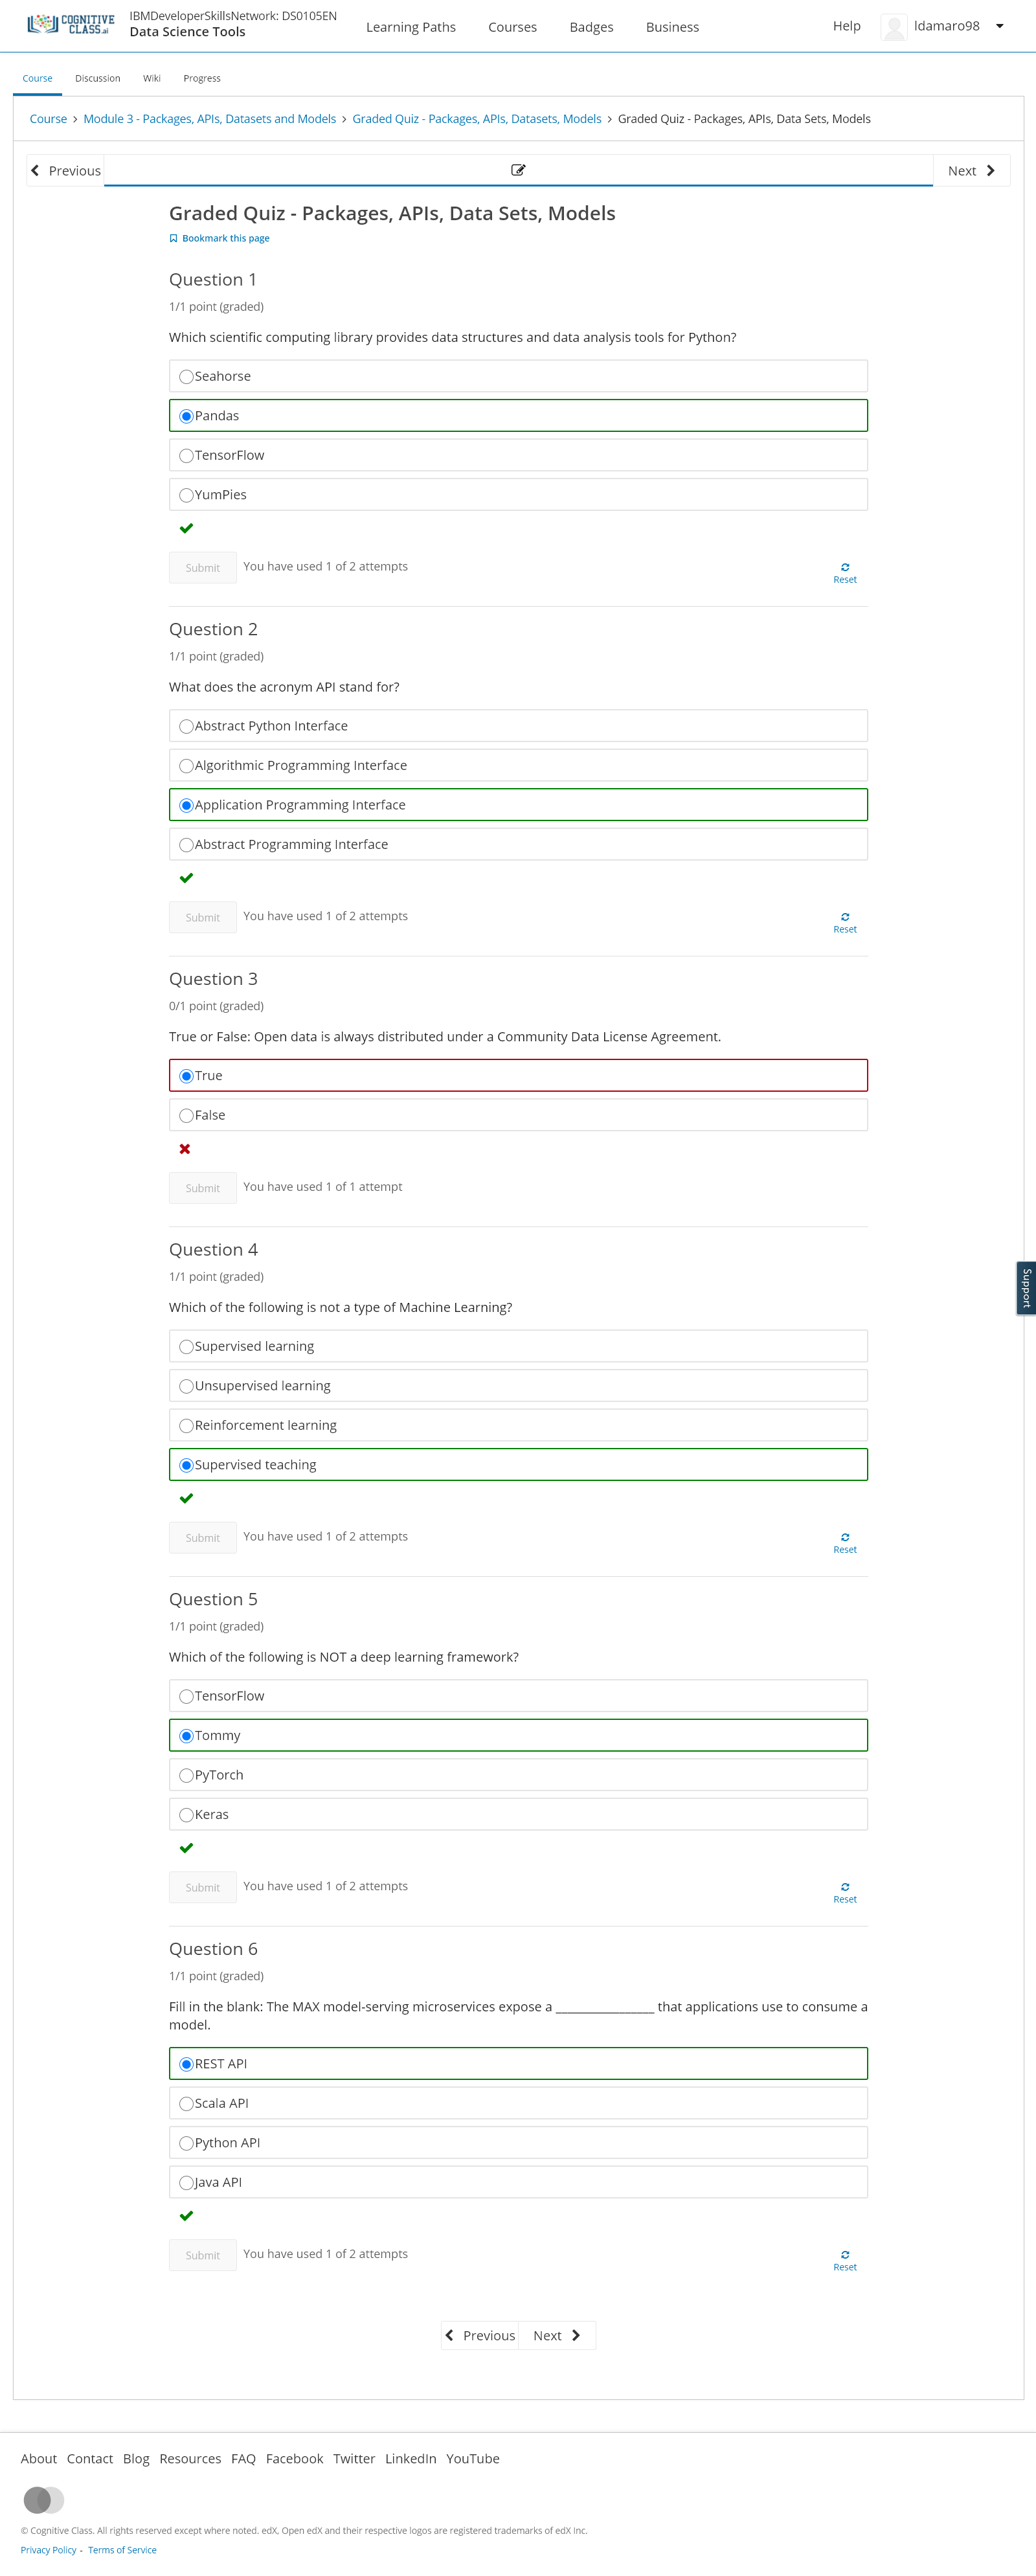 COGNITIVE
CLASS.ai
IBMDeveloperSkillsNetwork: DS0105EN
Data Science Tools
Learning Paths Courses Badges Business
Help ldamaro98
Course Discussion Wiki Progress
Course > Module 3 - Packages, APIs, Datasets and Models > Graded Quiz - Packages, APIs, Datasets, Models > Graded Quiz - Packages, APIs, Data Sets, Models
Previous Next
Graded Quiz - Packages, APIs, Data Sets, Models
Bookmark this page
Question 1
1/1 point (graded)
Which scientific computing library provides data structures and data analysis tools for Python?
Seahorse
Pandas
TensorFlow
YumPies
Submit You have used 1 of 2 attempts
Reset
Question 2
1/1 point (graded)
What does the acronym API stand for?
Abstract Python Interface
Algorithmic Programming Interface
Application Programming Interface
Abstract Programming Interface
Submit You have used 1 of 2 attempts
Reset
Question 3
0/1 point (graded)
True or False: Open data is always distributed under a Community Data License Agreement.
True
False
Submit You have used 1 of 1 attempt
Question 4
1/1 point (graded)
Which of the following is not a type of Machine Learning?
Support
Supervised learning
Unsupervised learning
Reinforcement learning
Supervised teaching
Submit You have used 1 of 2 attempts
Reset
Question 5
1/1 point (graded)
Which of the following is NOT a deep learning framework?
TensorFlow
Tommy
PyTorch
Keras
Submit You have used 1 of 2 attempts
Reset
Question 6
1/1 point (graded)
Fill in the blank: The MAX model-serving microservices expose a ________________ that applications use to consume a
model.
REST API
Scala API
Python API
Java API
Submit You have used 1 of 2 attempts
Reset
Previous Next
About Contact Blog Resources FAQ Facebook Twitter LinkedIn YouTube
© Cognitive Class. All rights reserved except where noted. edX, Open edX and their respective logos are registered trademarks of edX Inc.
Privacy Policy - Terms of Service